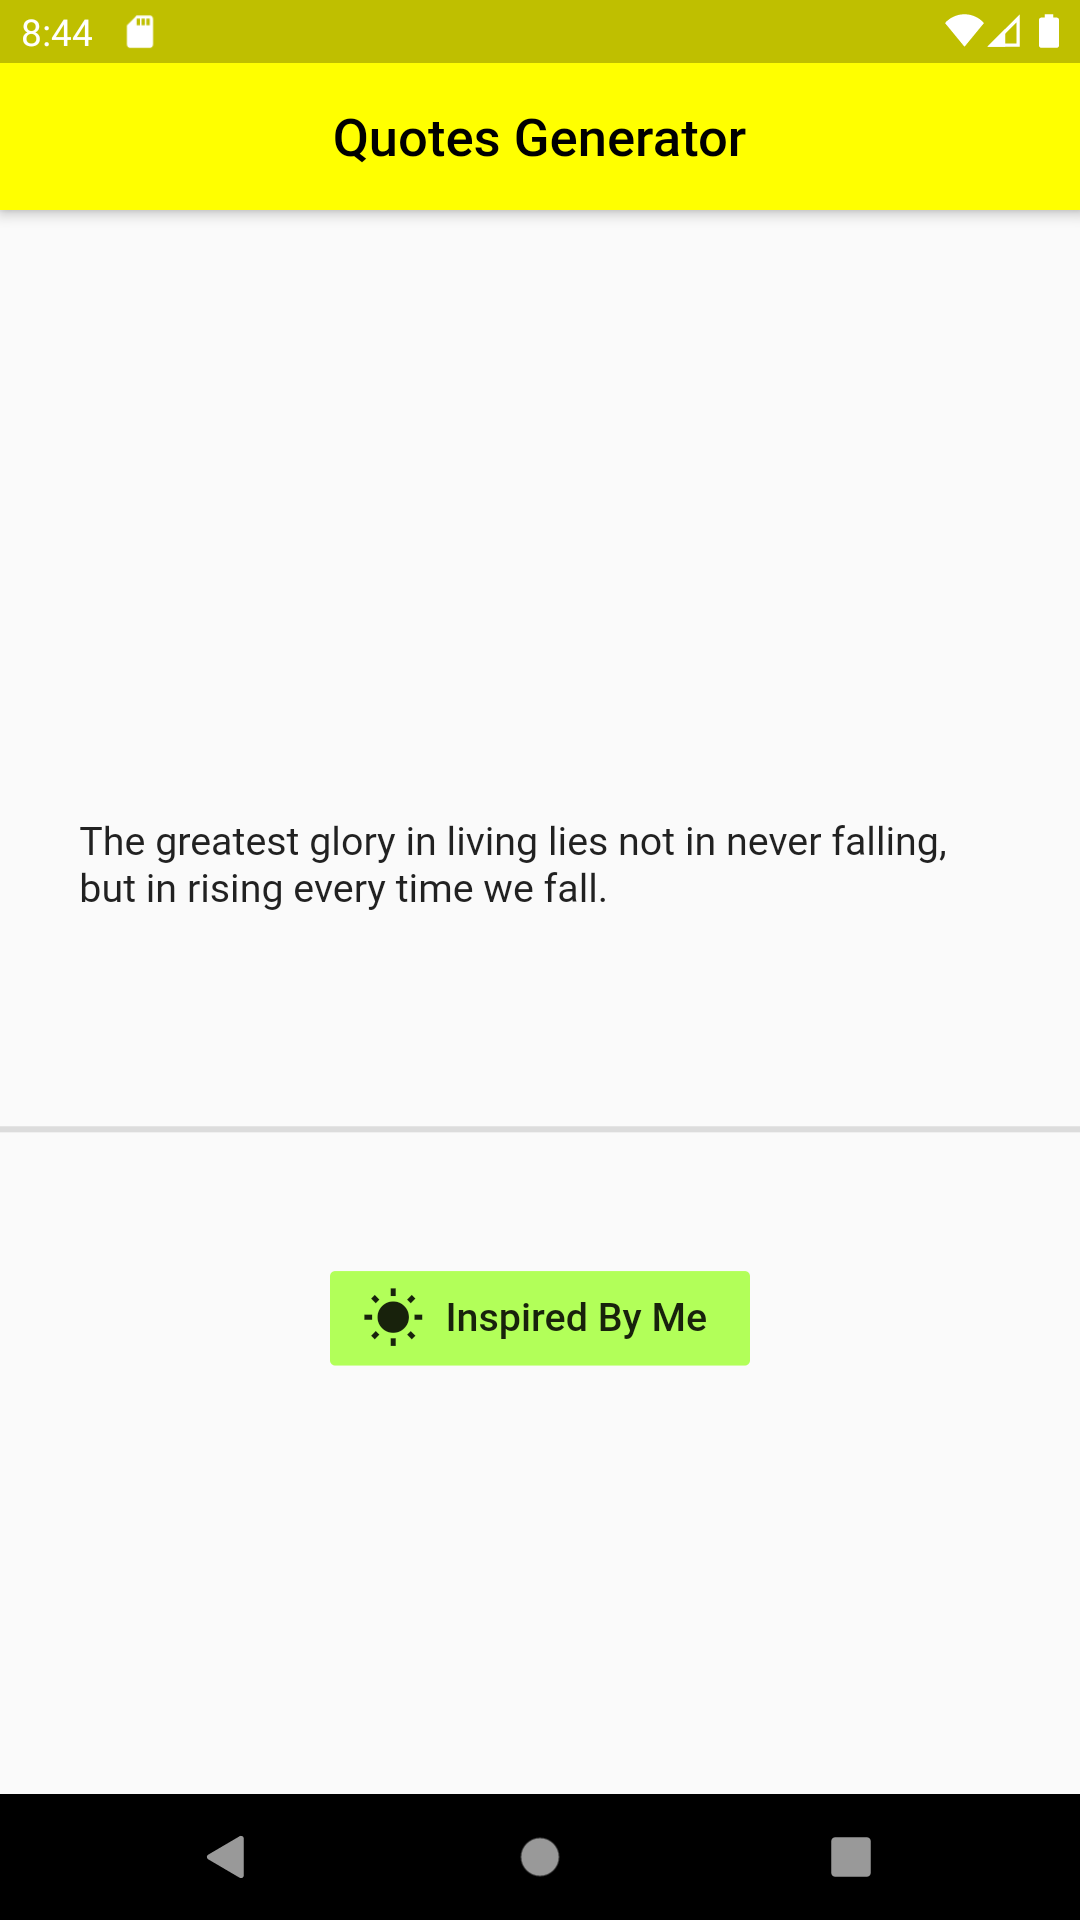 8:44
Quotes Generator
The greatest glory in living lies not in never falling,
but in rising every time we fall.
Inspired By Me